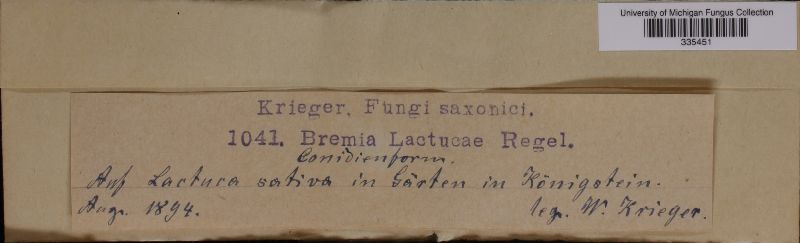 University of Michigan Fungus Collection
335451
Krieger, Fungi saxonici.
1041. Bremia Lactucae Regel.
Conidienform.
Auf Lactuca sativa in Gärten in Königstein.
Aug. 1894.
leg. W. Krieger.